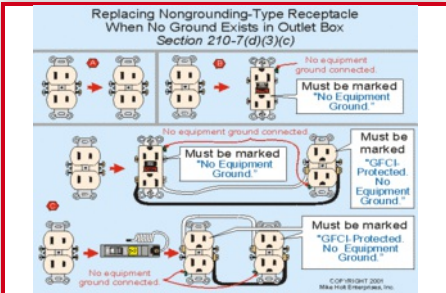 Replacing Nongrounding-Type Receptacle
When No Ground Exists in Outlet Box
Section 210-7(d)(3)(c)
A
B
No equipment
ground connected.
Must be marked
"No Equipment
Ground."
No equipment ground connected.
Must be marked
"No Equipment
Ground."
Must be
marked
"GFCI-
Protected.
No
Equipment
Ground."
C
Must be marked
"GFCI-Protected.
No Equipment
Ground."
No equipment
ground connected.
COPYRIGHT 2001
Mike Holt Enterprises, Inc.